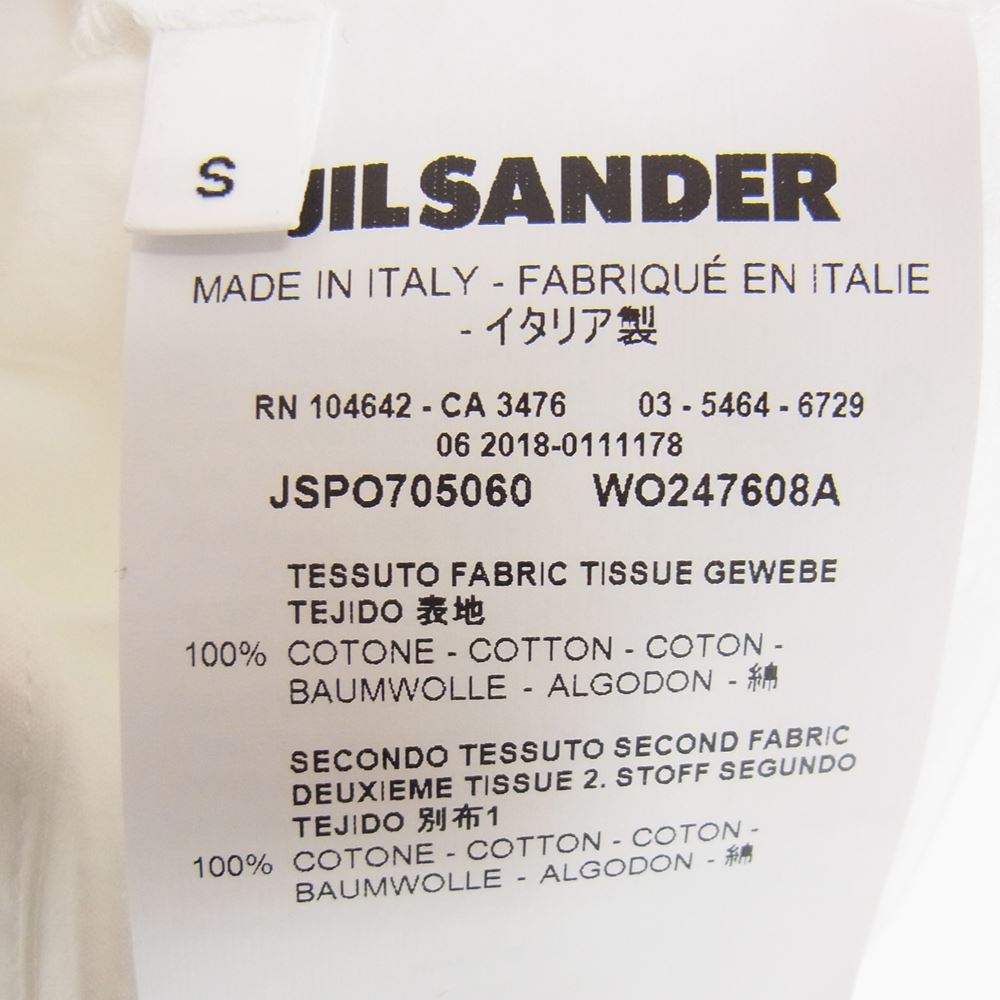 S
JIL SANDER
MADE IN ITALY - FABRIQUÉ EN ITALIE
- イタリア製
RN 104642 - CA 3476 03 - 5464 - 6729
06 2018-0111178
JSPO705060 WO247608A
TESSUTO FABRIC TISSUE GEWEBE
TEJIDO 表地
100% COTONE - COTTON - COTON -
BAUMWOLLE - ALGODON - 綿
SECONDO TESSUTO SECOND FABRIC
DEUXIEME TISSUE 2. STOFF SEGUNDO
TEJIDO 別布1
100% COTONE - COTTON - COTON -
BAUMWOLLE - ALGODON - 綿